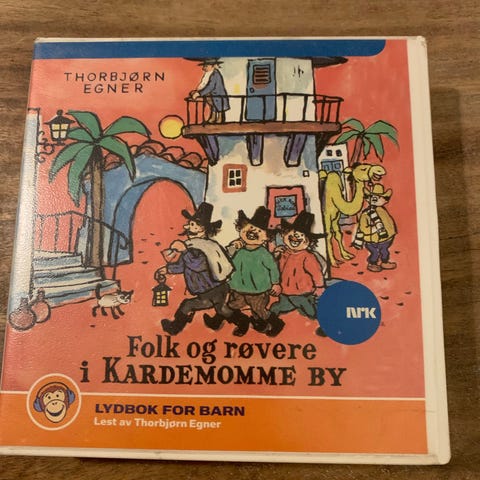 THORBJØRN
EGNER
NRK
Folk og røvere
i KARDEMOMME BY
LYDBOK FOR BARN
Lest av Thorbjørn Egner